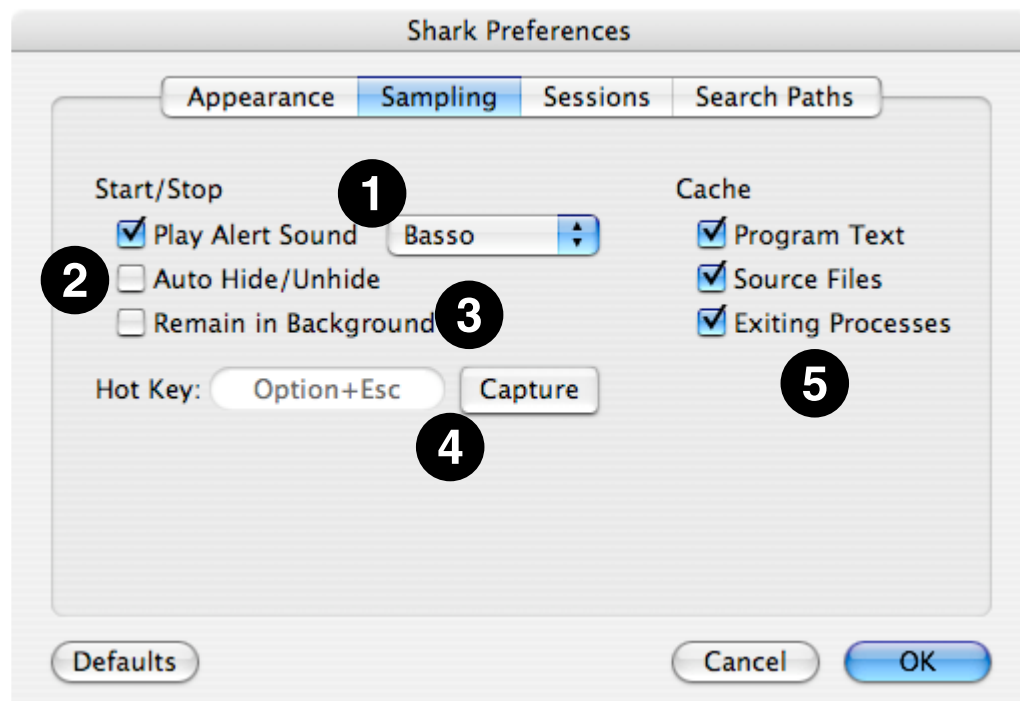 Shark Preferences
Appearance Sampling Sessions Search Paths
Start/Stop 1 Cache
Play Alert Sound Basso Program Text
2 Auto Hide/Unhide Source Files
Remain in Background 3 Exiting Processes
Hot Key: Option+Esc Capture 5
4
Defaults Cancel OK